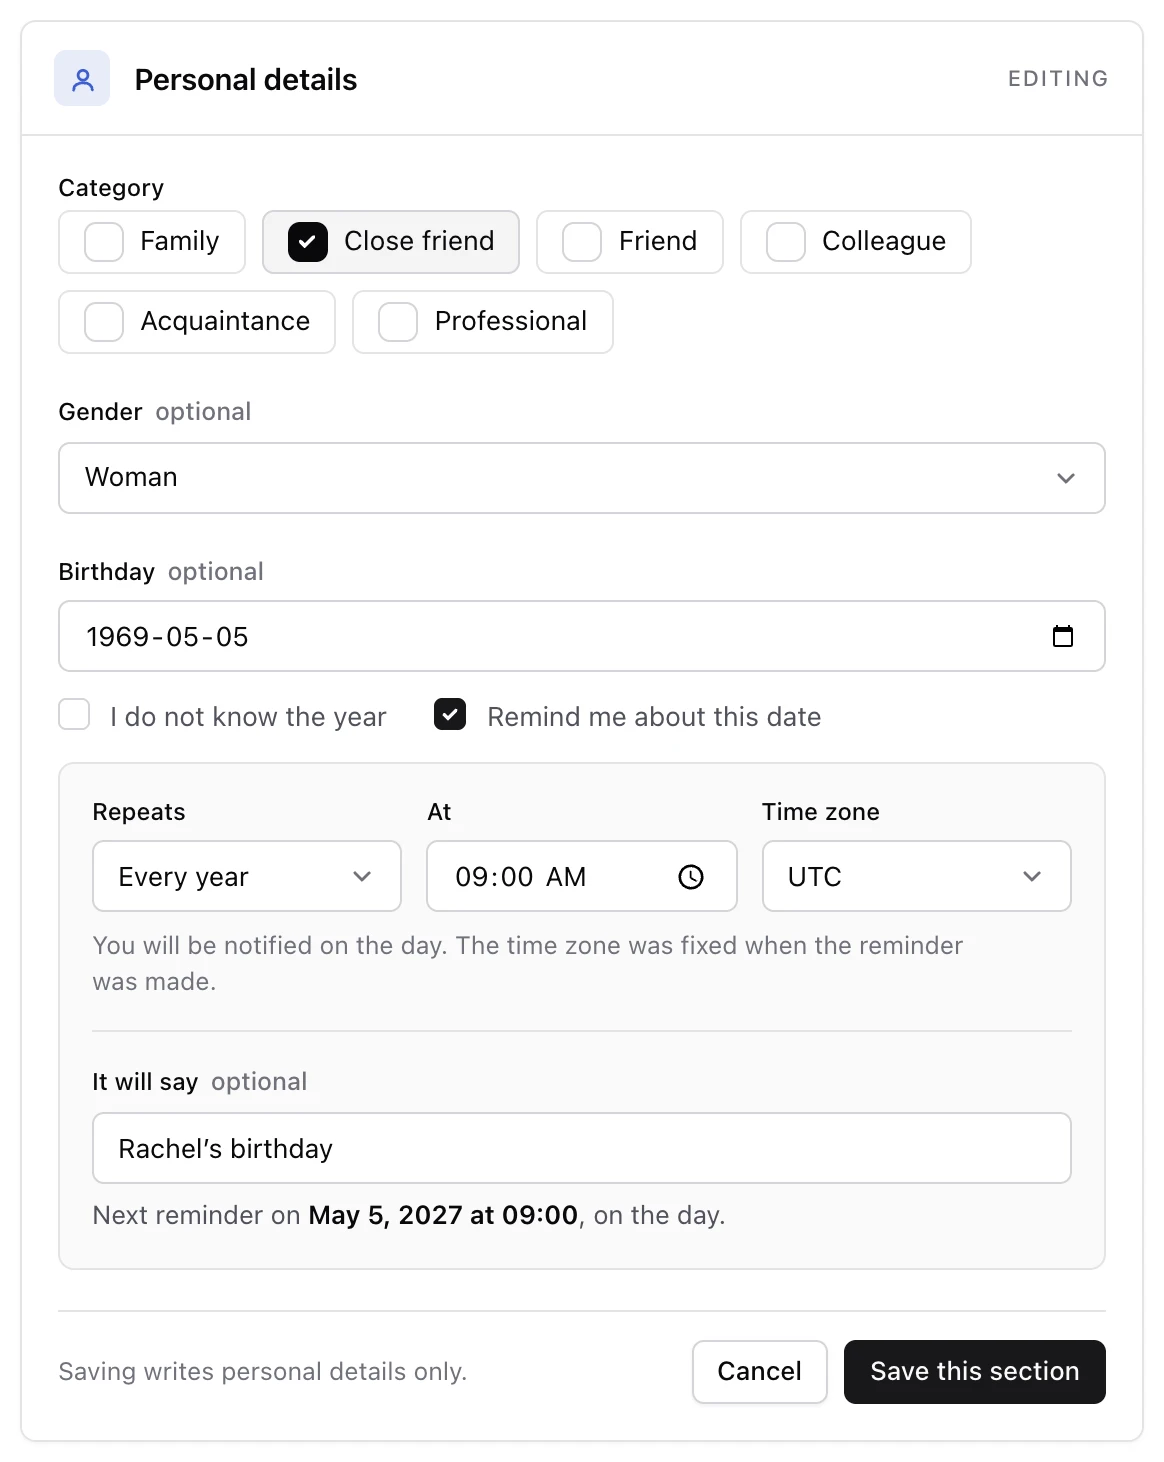 Personal details
EDITING
Category
Family
Close friend
Friend
Colleague
Acquaintance
Professional
Gender optional
Woman
Birthday optional
1969-05-05
I do not know the year
Remind me about this date
Repeats
At
Time zone
Every year
09:00 AM
UTC
You will be notified on the day. The time zone was fixed when the reminder
was made.
It will say optional
Rachel’s birthday
Next reminder on May 5, 2027 at 09:00, on the day.
Saving writes personal details only.
Cancel
Save this section